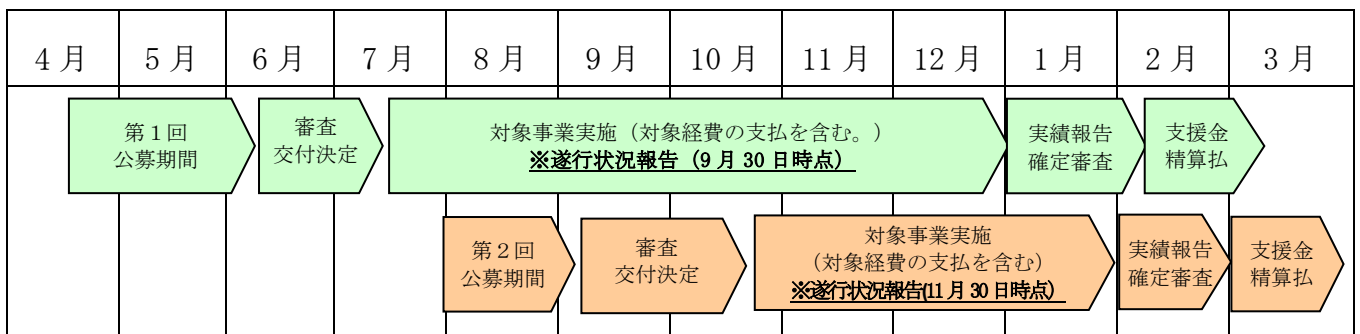 4月 5月 6月 7月 8月 9月 10月 11月 12月 1月 2月 3月
第1回
公募期間
審査
交付決定
対象事業実施（対象経費の支払を含む。）
※遂行状況報告（9月30日時点）
実績報告
確定審査
支援金
精算払
第2回
公募期間
審査
交付決定
対象事業実施
（対象経費の支払を含む）
※遂行状況報告(11月30日時点）
実績報告
確定審査
支援金
精算払